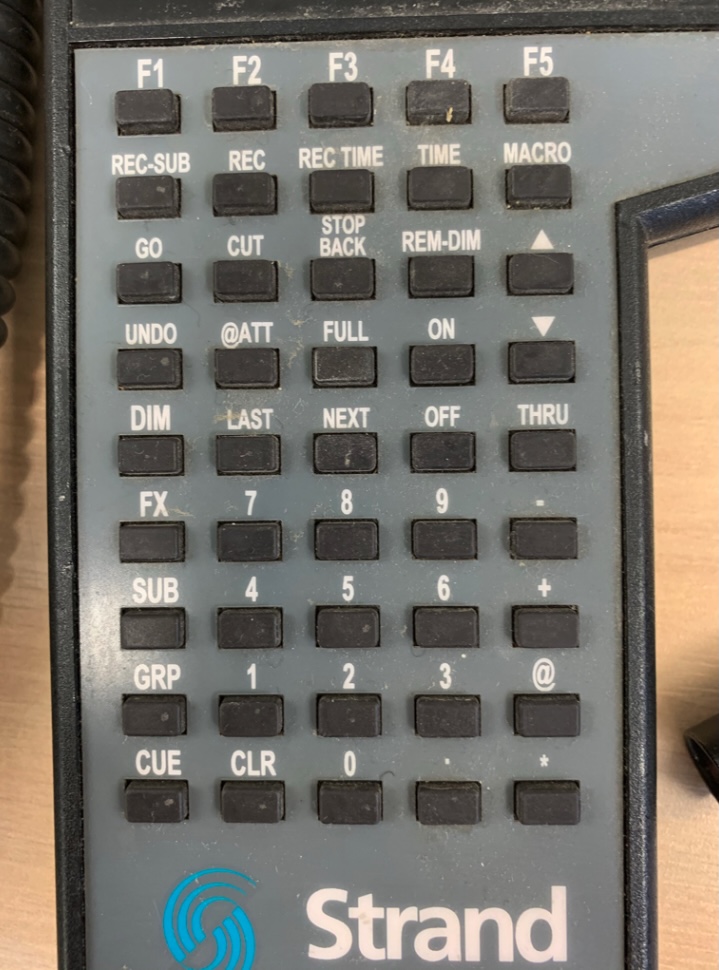 F1 F2 F3 F4 F5
REC-SUB REC REC TIME TIME MACRO
GO CUT STOP BACK REM-DIM ▲
UNDO @ATT FULL ON ▼
DIM LAST NEXT OFF THRU
FX 7 8 9 -
SUB 4 5 6 +
GRP 1 2 3 @
CUE CLR 0 . *
Strand